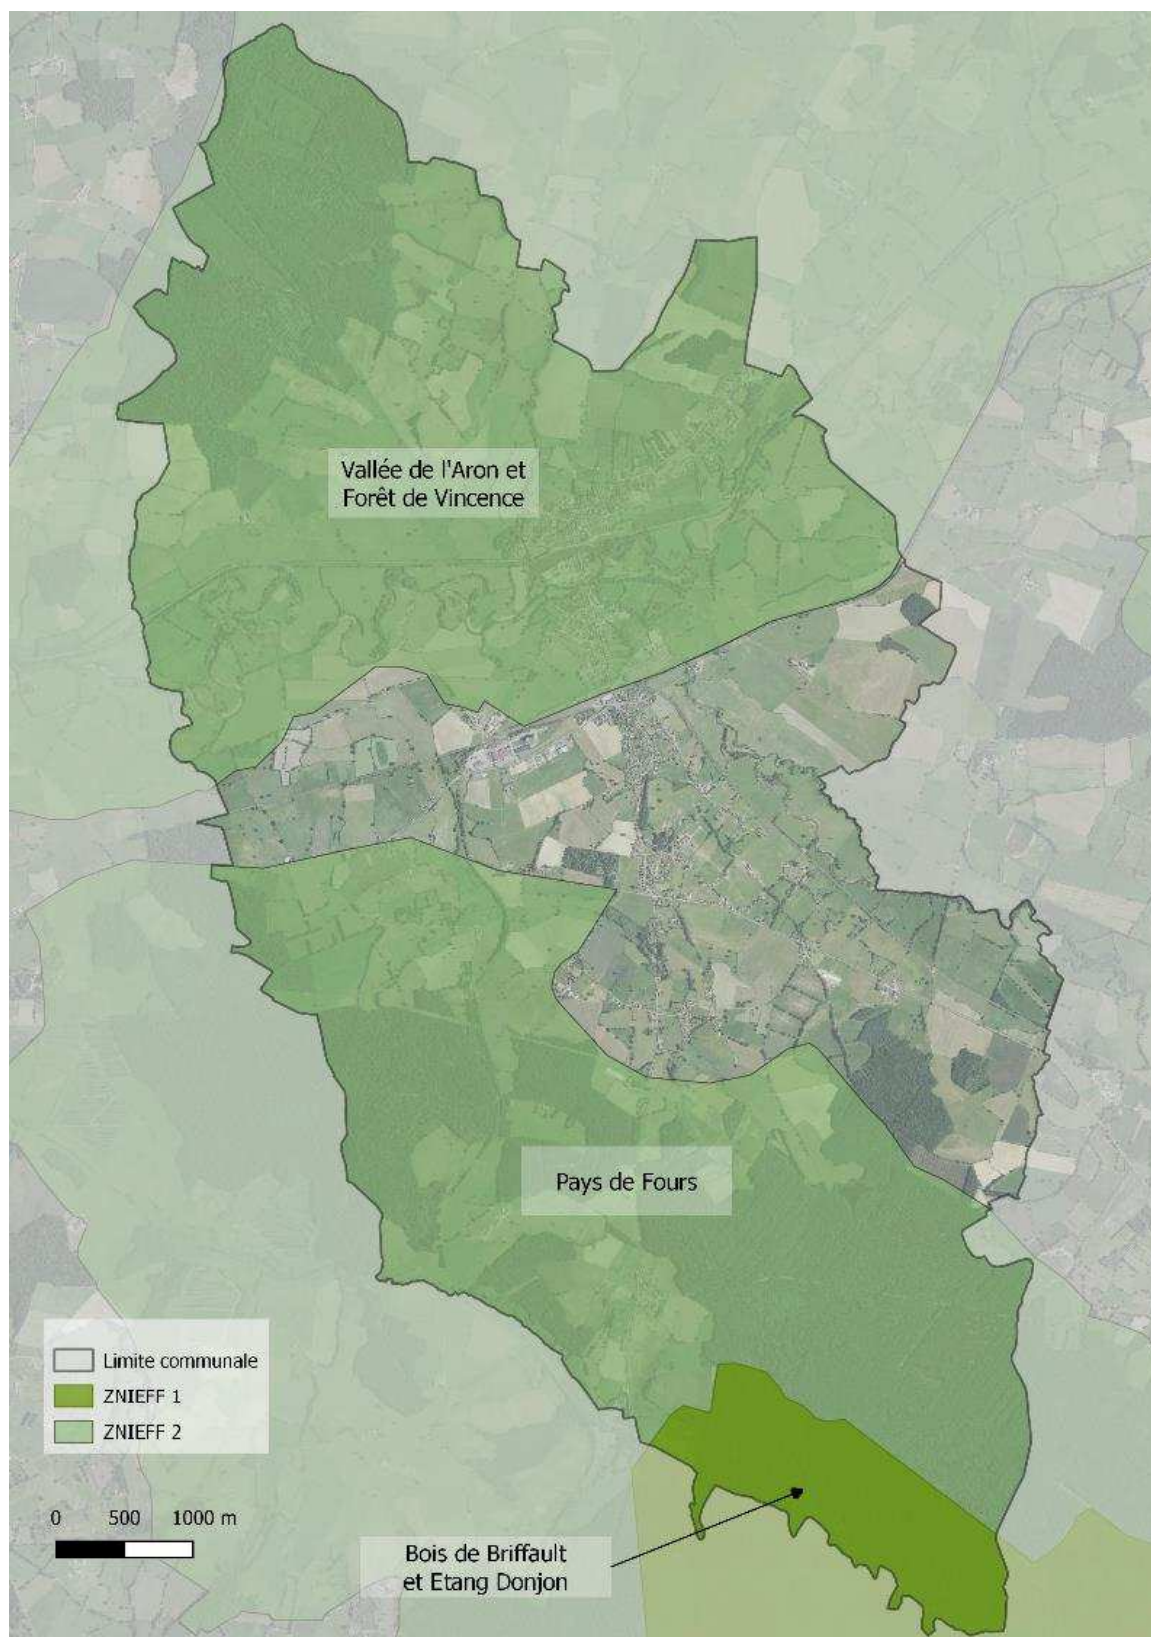 Vallée de l'Aron et
Forêt de Vincence
Pays de Fours
Limite communale
ZNIEFF 1
ZNIEFF 2
0 500 1000 m
Bois de Briffault
et Etang Donjon